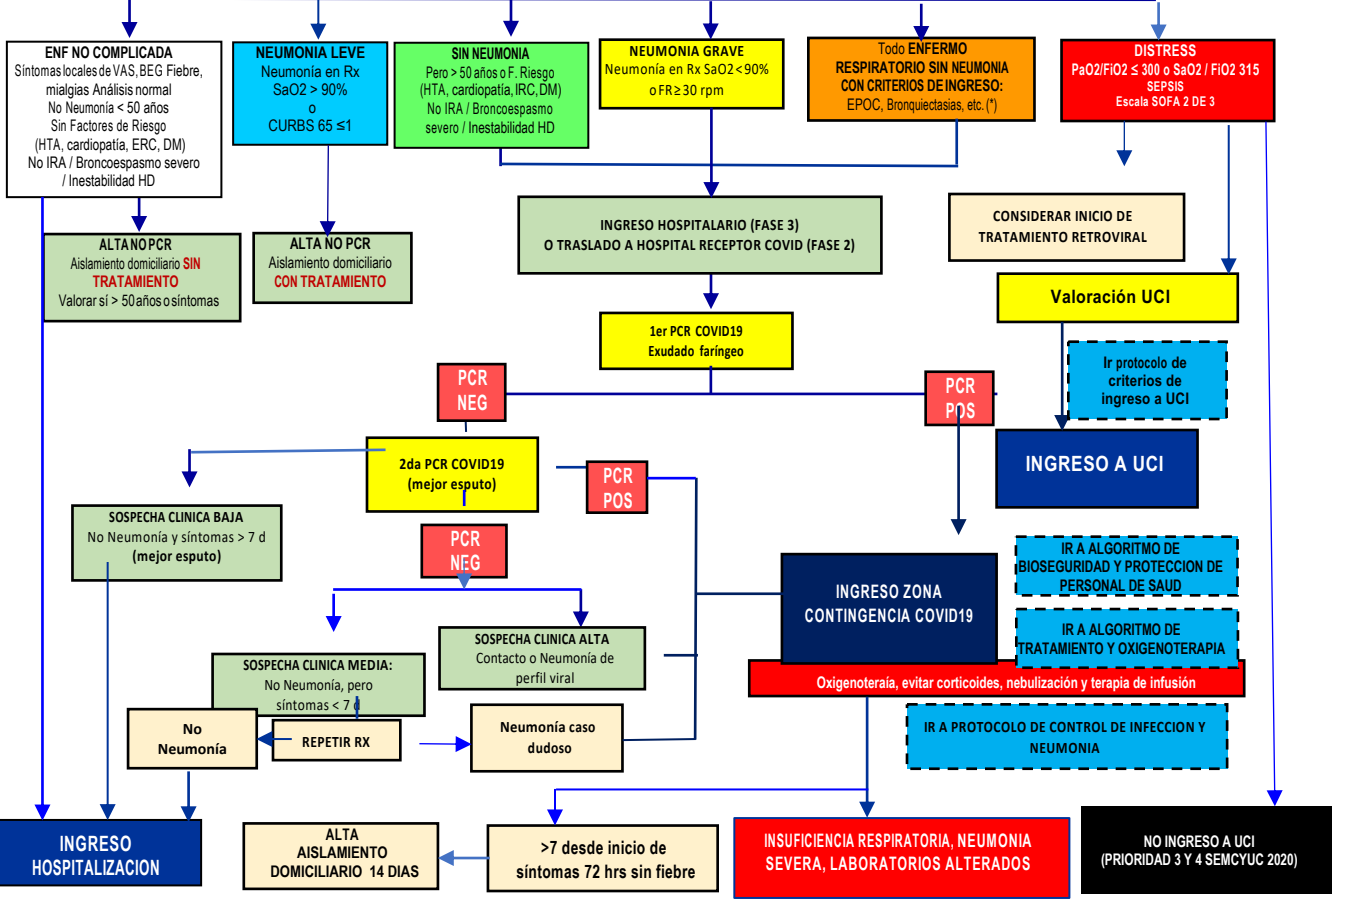 ENF NO COMPLICADA
Síntomas locales de VAS, BEG Fiebre,
mialgias Análisis normal
No Neumonía < 50 años
Sin Factores de Riesgo
(HTA, cardiopatía, ERC, DM)
No IRA / Broncoespasmo severo
/ Inestabilidad HD
NEUMONIA LEVE
Neumonía en Rx
SaO2 > 90%
o
CURBS 65 ≤1
SIN NEUMONIA
Pero > 50 años o F. Riesgo
(HTA, cardiopatía, IRC, DM)
No IRA / Broncoespasmo
severo / Inestabilidad HD
NEUMONIA GRAVE
Neumonía en Rx SaO2 < 90%
o FR ≥ 30 rpm
Todo ENFERMO
RESPIRATORIO SIN NEUMONIA
CON CRITERIOS DE INGRESO:
EPOC, Bronquiectasias, etc. (*)
DISTRESS
PaO2/FiO2 ≤ 300 o SaO2 / FiO2 315
SEPSIS
Escala SOFA 2 DE 3
ALTA NO PCR
Aislamiento domiciliario SIN
TRATAMIENTO
Valorar sí > 50 años o síntomas
ALTA NO PCR
Aislamiento domiciliario
CON TRATAMIENTO
INGRESO HOSPITALARIO (FASE 3)
O TRASLADO A HOSPITAL RECEPTOR COVID (FASE 2)
CONSIDERAR INICIO DE
TRATAMIENTO RETROVIRAL
Valoración UCI
1er PCR COVID19
Exudado faríngeo
Ir protocolo de
criterios de
ingreso a UCI
PCR
NEG
PCR
POS
INGRESO A UCI
2da PCR COVID19
(mejor esputo)
PCR
POS
SOSPECHA CLINICA BAJA
No Neumonía y síntomas > 7 d
(mejor esputo)
PCR
NEG
IR A ALGORITMO DE
BIOSEGURIDAD Y PROTECCION DE
PERSONAL DE SAUD
INGRESO ZONA
CONTINGENCIA COVID19
IR A ALGORITMO DE
TRATAMIENTO Y OXIGENOTERAPIA
SOSPECHA CLINICA ALTA
Contacto o Neumonía de
perfil viral
SOSPECHA CLINICA MEDIA:
No Neumonía, pero
síntomas < 7 d
Oxigenoteraía, evitar corticoides, nebulización y terapia de infusión
No
Neumonía
REPETIR RX
Neumonía caso
dudoso
IR A PROTOCOLO DE CONTROL DE INFECCION Y
NEUMONIA
INGRESO
HOSPITALIZACION
ALTA
AISLAMIENTO
DOMICILIARIO 14 DIAS
>7 desde inicio de
síntomas 72 hrs sin fiebre
INSUFICIENCIA RESPIRATORIA, NEUMONIA
SEVERA, LABORATORIOS ALTERADOS
NO INGRESO A UCI
(PRIORIDAD 3 Y 4 SEMCYUC 2020)